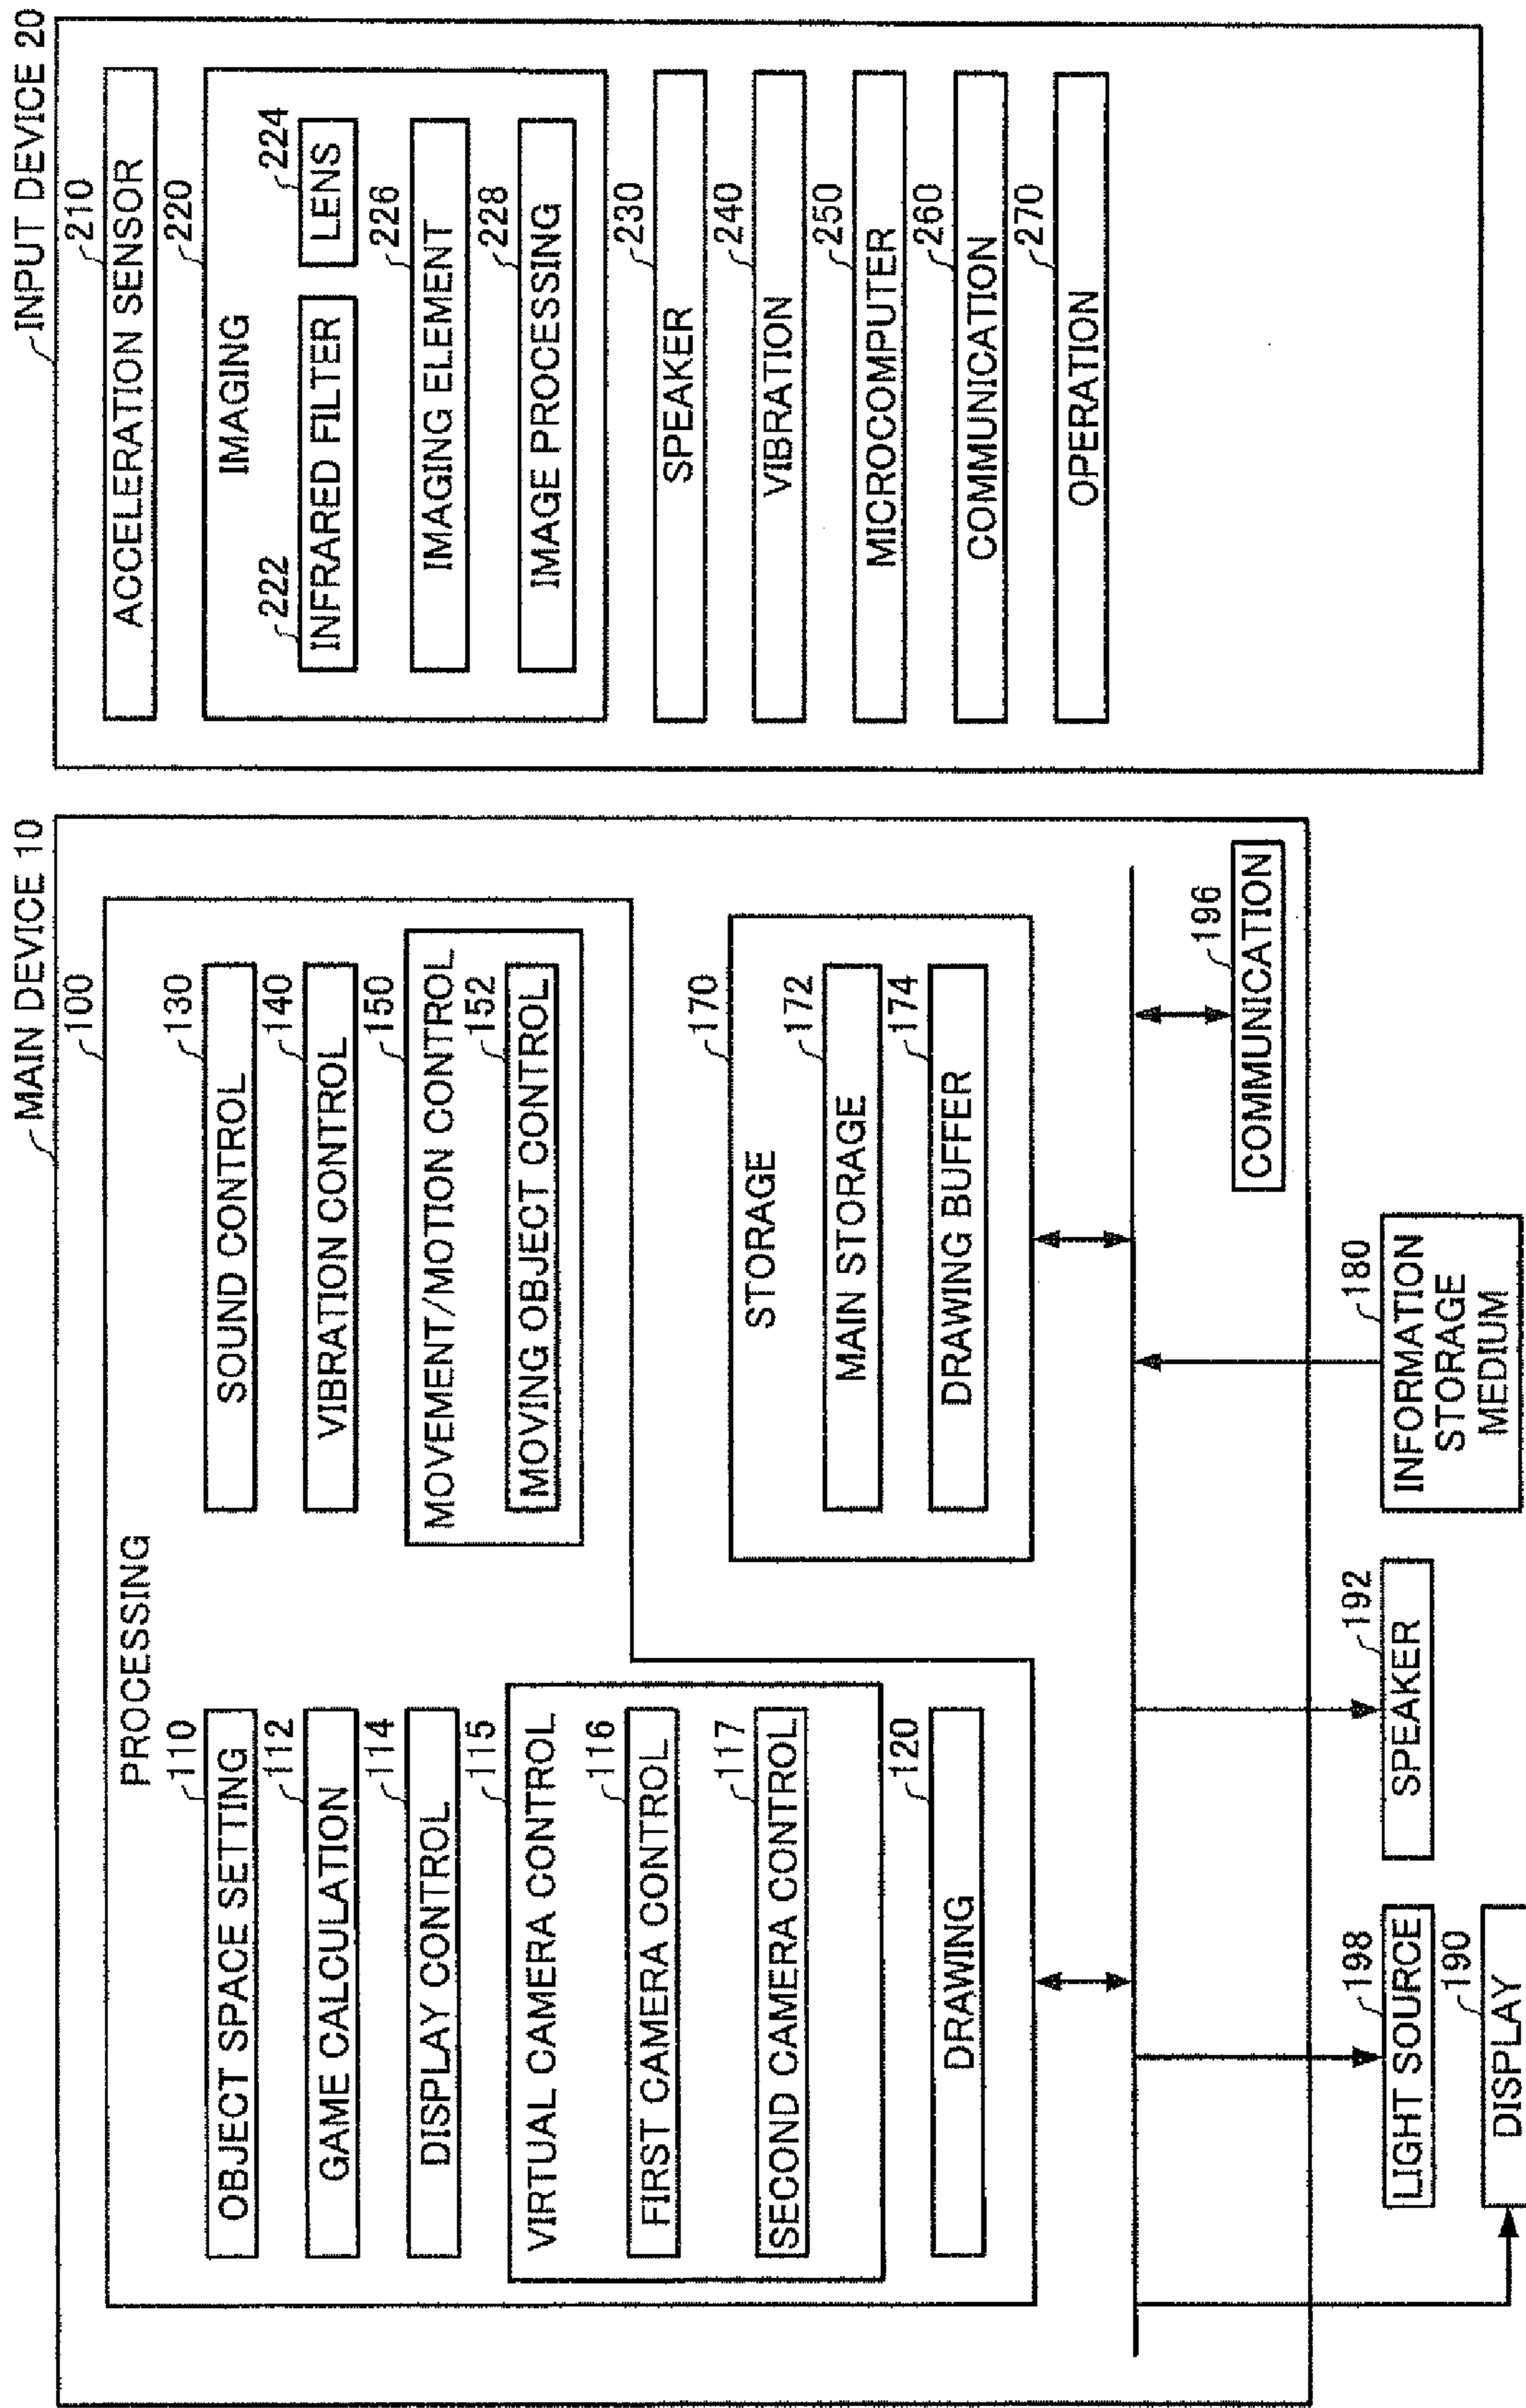 MAIN DEVICE 10
100
PROCESSING
110
OBJECT SPACE SETTING
112
GAME CALCULATION
114
DISPLAY CONTROL
115
VIRTUAL CAMERA CONTROL
116
FIRST CAMERA CONTROL
117
SECOND CAMERA CONTROL
120
DRAWING
130
SOUND CONTROL
140
VIBRATION CONTROL
150
MOVEMENT/MOTION CONTROL
152
MOVING OBJECT CONTROL
170
STORAGE
172
MAIN STORAGE
174
DRAWING BUFFER
196
COMMUNICATION
198
LIGHT SOURCE
190
DISPLAY
192
SPEAKER
180
INFORMATION
STORAGE
MEDIUM
INPUT DEVICE 20
210
ACCELERATION SENSOR
220
IMAGING
222
INFRARED FILTER
224
LENS
226
IMAGING ELEMENT
228
IMAGE PROCESSING
230
SPEAKER
240
VIBRATION
250
MICROCOMPUTER
260
COMMUNICATION
270
OPERATION